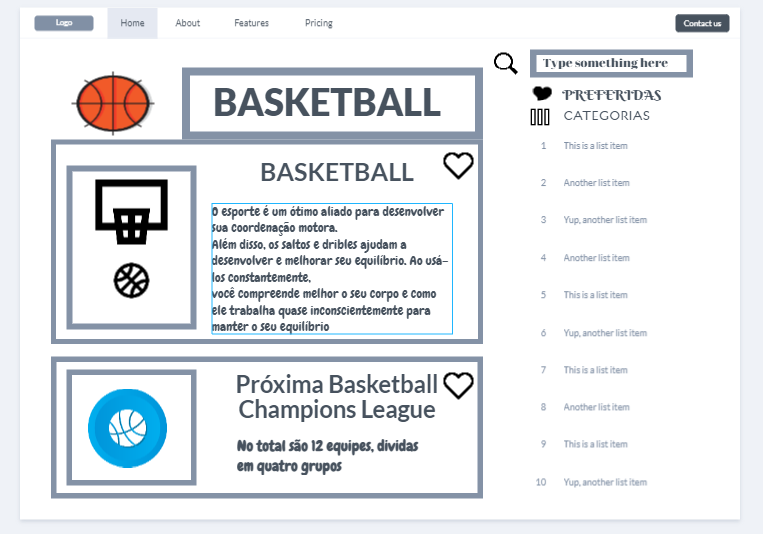 Logo
Home
About
Features
Pricing
Contact us
Type something here
PREFERIDAS
CATEGORIAS
BASKETBALL
BASKETBALL
O esporte é um ótimo aliado para desenvolver
sua coordenação motora.
Além disso, os saltos e dribles ajudam a
desenvolver e melhorar seu equilíbrio. Ao usá-
los constantemente,
você compreende melhor o seu corpo e como
ele trabalha quase inconscientemente para
manter o seu equilíbrio
Próxima Basketball
Champions League
No total são 12 equipes, dividas
em quatro grupos
1 This is a list item
2 Another list item
3 Yup, another list item
4 Another list item
5 This is a list item
6 Yup, another list item
7 This is a list item
8 Another list item
9 This is a list item
10 Yup, another list item